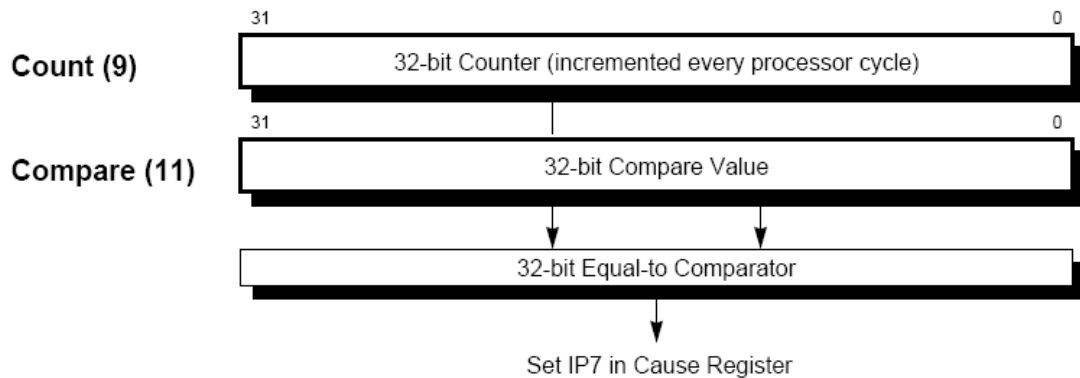 31 0
Count (9) 32-bit Counter (incremented every processor cycle)
31 0
Compare (11) 32-bit Compare Value
32-bit Equal-to Comparator
Set IP7 in Cause Register